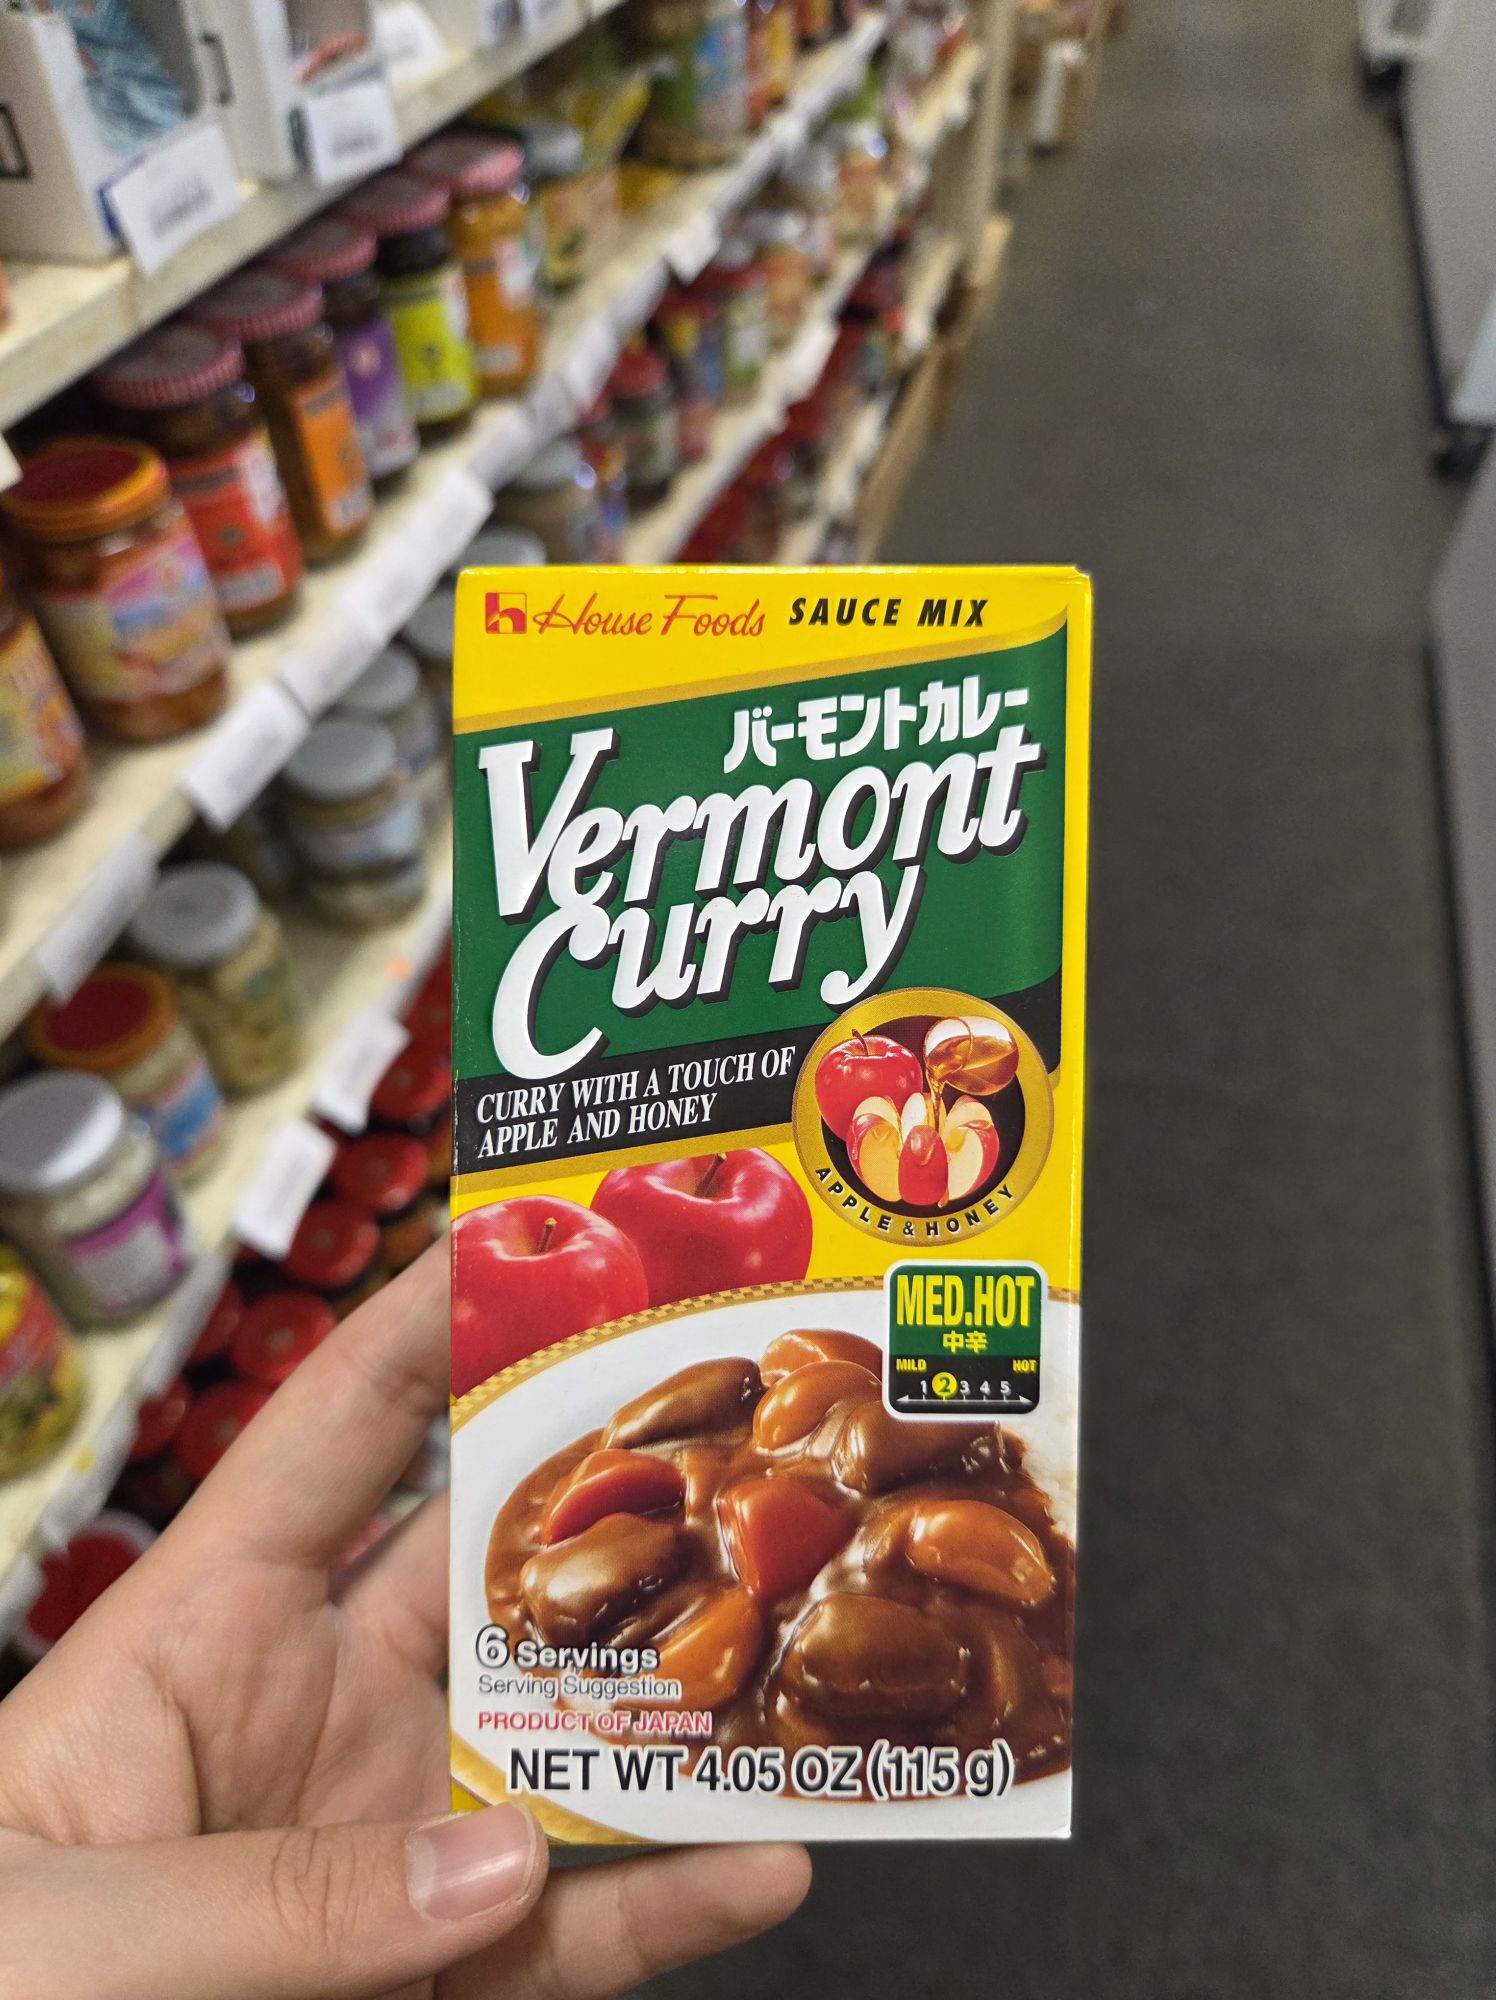 House Foods SAUCE MIX
バーモントカレー
Vermont
Curry
CURRY WITH A TOUCH OF
APPLE AND HONEY
APPLE & HONEY
MED.HOT
中辛
MILD HOT
1 2 3 4 5
6 Servings
Serving Suggestion
PRODUCT OF JAPAN
NET WT 4.05 OZ (115 g)